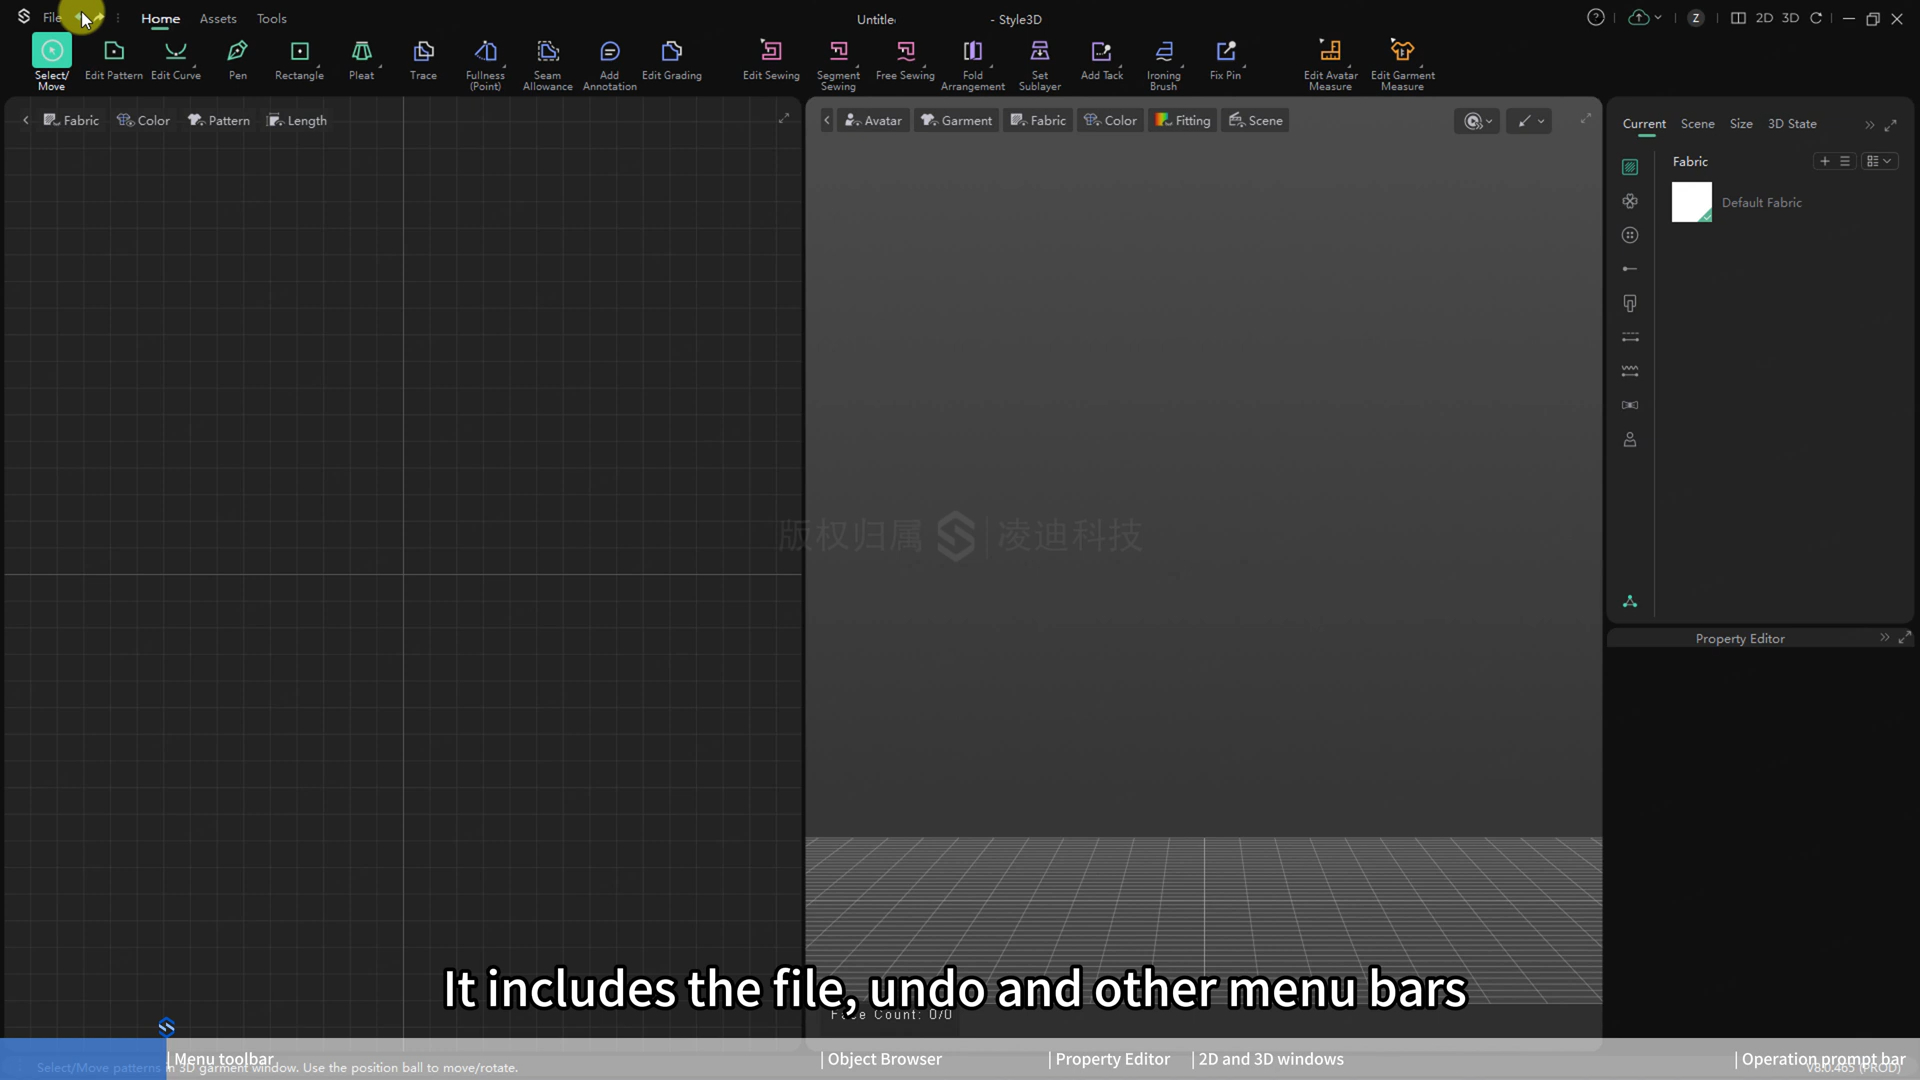 File
Home
Assets
Tools
Untitle
- Style3D
Z
2D
3D
Select/
Move
Edit Pattern
Edit Curve
Pen
Rectangle
Pleat
Trace
Fullness
(Point)
Seam
Allowance
Add
Annotation
Edit Grading
Edit Sewing
Segment
Sewing
Free Sewing
Fold
Arrangement
Set
Sublayer
Add Tack
Ironing
Brush
Fix Pin
Edit Avatar
Measure
Edit Garment
Measure
Fabric
Color
Pattern
Length
Avatar
Garment
Fabric
Color
Fitting
Scene
Current
Scene
Size
3D State
Fabric
Default Fabric
版权归属
凌迪科技
Property Editor
It includes the file, undo and other menu bars
Face Count: 0/0
| Menu toolbar
| Object Browser
| Property Editor
| 2D and 3D windows
| Operation prompt bar
Select/Move patterns in 3D garment window. Use the position ball to move/rotate.
V8.0.465 (PROD)